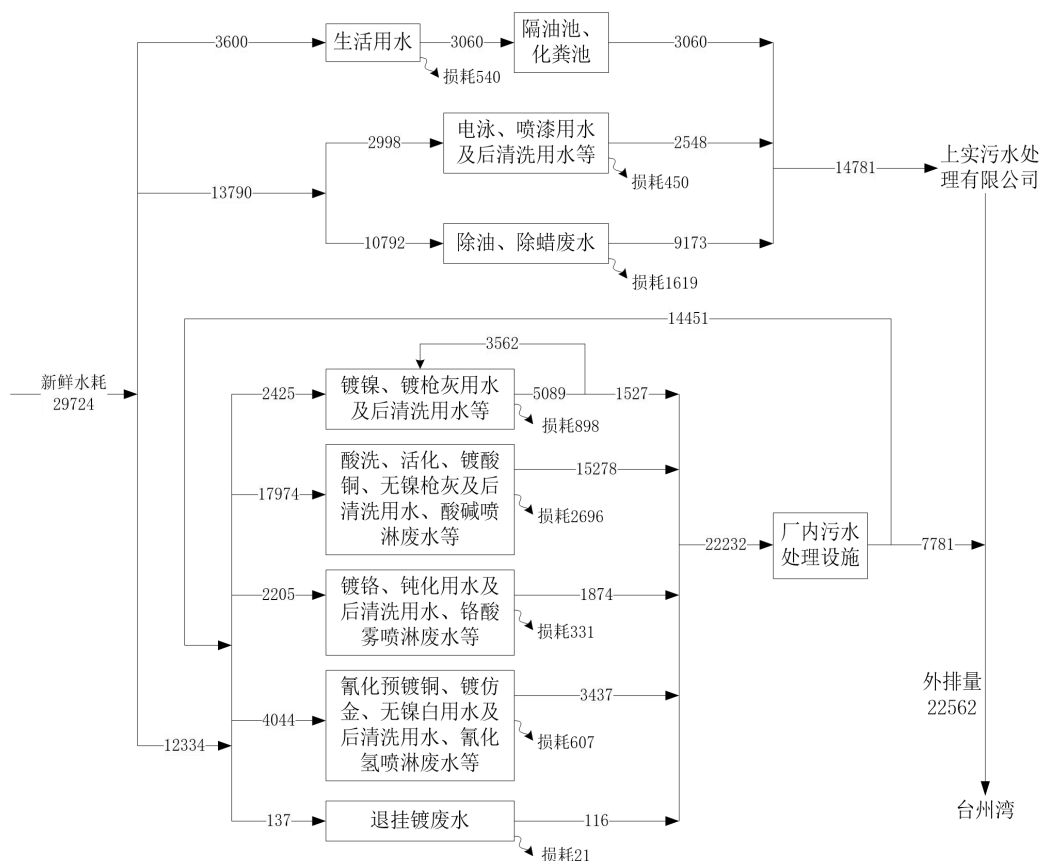 3600
生活用水
3060
隔油池、
化粪池
3060
损耗540
2998
电泳、喷漆用水
及后清洗用水等
2548
损耗450
13790
14781
上实污水处
理有限公司
10792
除油、除蜡废水
9173
损耗1619
14451
3562
新鲜水耗
29724
2425
镀镍、镀枪灰用水
及后清洗用水等
5089
1527
损耗898
17974
酸洗、活化、镀酸
铜、无镍枪灰及后
清洗用水、酸碱喷
淋废水等
15278
损耗2696
22232
厂内污水
处理设施
7781
2205
镀铬、钝化用水及
后清洗用水、铬酸
雾喷淋废水等
1874
损耗331
4044
氰化预镀铜、镀仿
金、无镍白用水及
后清洗用水、氰化
氢喷淋废水等
3437
损耗607
外排量
22562
12334
137
退挂镀废水
116
损耗21
台州湾